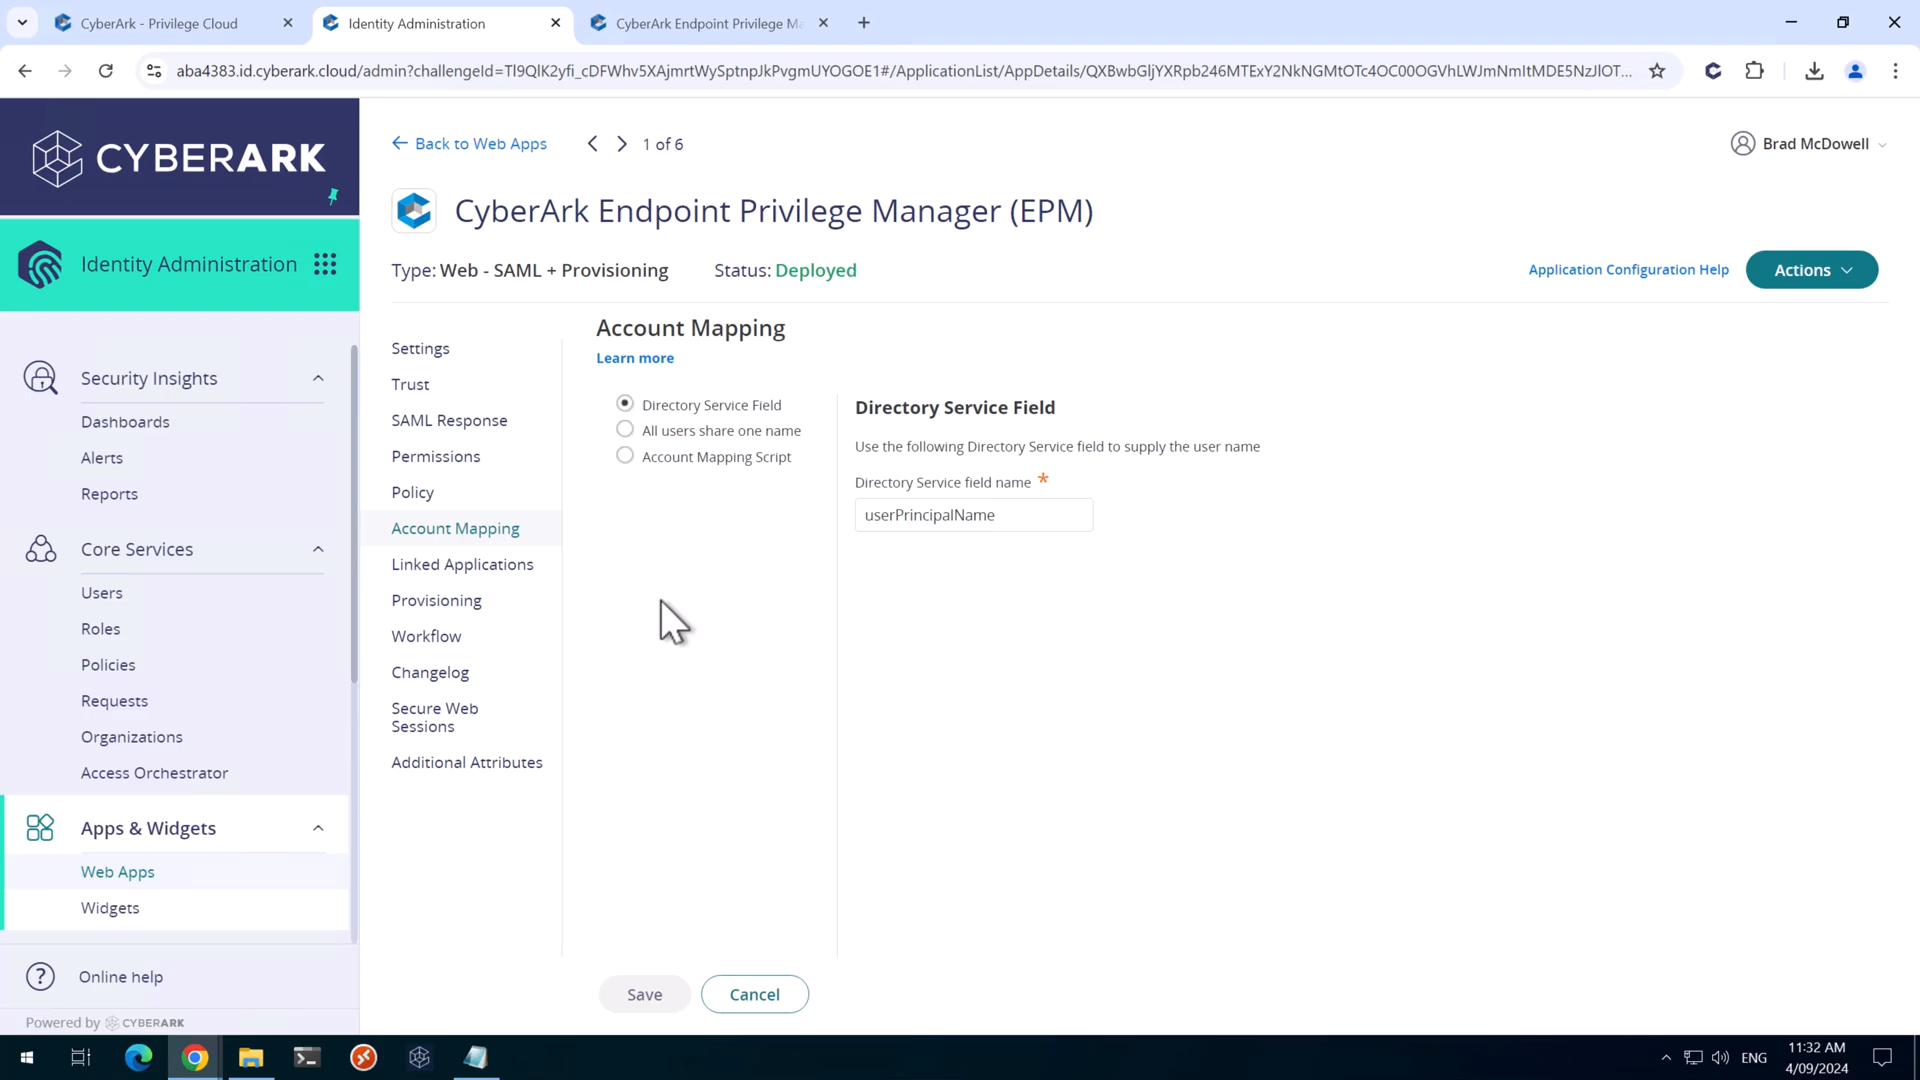 CyberArk - Privilege Cloud
Identity Administration
CyberArk Endpoint Privilege Ma
aba4383.id.cyberark.cloud/admin?challengeId=Tl9QlK2yfi_cDFWhv5XAjmrtWySptnpJkPvgmUYOGOE1#/ApplicationList/AppDetails/QXBwbGljYXRpb246MTExY2NkNGMtOTc4OC00OGVhLWJmNmItMDE5NzJlOT...
CYBERARK
Identity Administration
Security Insights
Dashboards
Alerts
Reports
Core Services
Users
Roles
Policies
Requests
Organizations
Access Orchestrator
Apps & Widgets
Web Apps
Widgets
Online help
Powered by CYBERARK
Back to Web Apps
1 of 6
Brad McDowell
CyberArk Endpoint Privilege Manager (EPM)
Type: Web - SAML + Provisioning
Status: Deployed
Application Configuration Help
Actions
Settings
Trust
SAML Response
Permissions
Policy
Account Mapping
Linked Applications
Provisioning
Workflow
Changelog
Secure Web
Sessions
Additional Attributes
Account Mapping
Learn more
Directory Service Field
All users share one name
Account Mapping Script
Directory Service Field
Use the following Directory Service field to supply the user name
Directory Service field name *
userPrincipalName
Save
Cancel
ENG
11:32 AM
4/09/2024